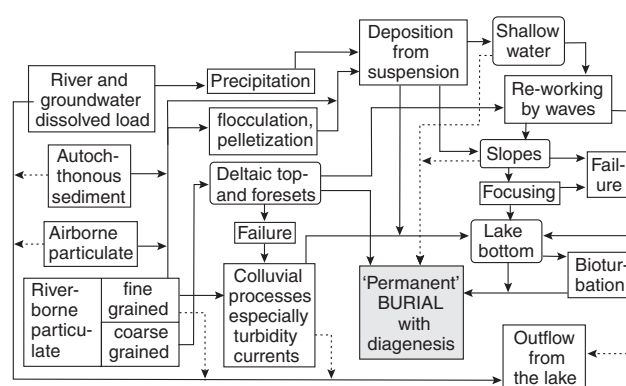 Deposition
from
suspension
Shallow
water
River and
groundwater
dissolved load
Precipitation
Re-working
by waves
flocculation,
pelletization
Autoch-
thonous
sediment
Deltaic top-
and foresets
Slopes
Fail-
ure
Focusing
Airborne
particulate
Failure
Lake
bottom
River-
borne
particu-
late
fine
grained
coarse
grained
Colluvial
processes
especially
turbidity
currents
'Permanent'
BURIAL
with
diagenesis
Biotur-
bation
Outflow
from
the lake